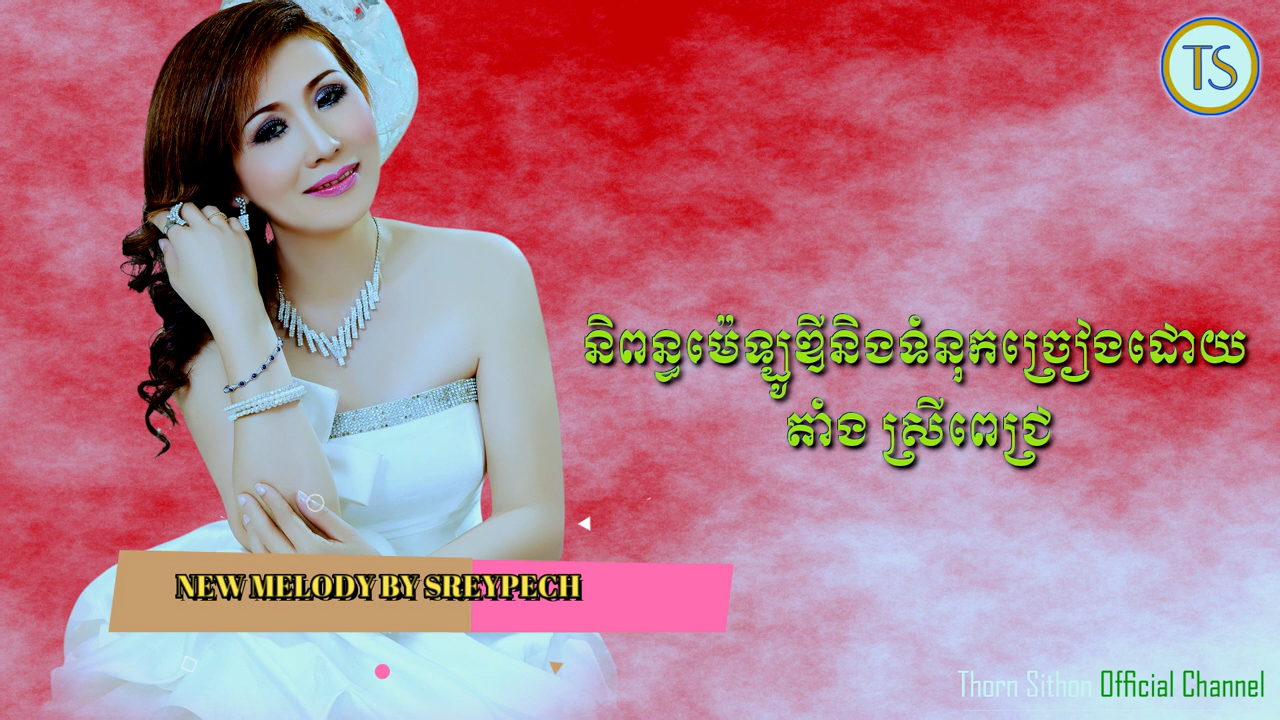 TS
និពន្ធម៉េឡូឌីនិងទំនុកច្រៀងដោយ
តាំង ស្រីពេជ្រ
NEW MELODY BY SREYPECH
Thorn Sithon Official Channel